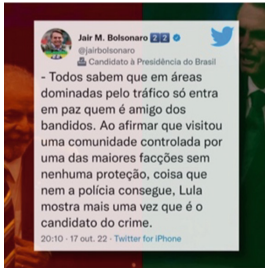 Jair M. Bolsonaro 2 2
@jairbolsonaro
Candidato à Presidência do Brasil
- Todos sabem que em áreas
dominadas pelo tráfico só entra
em paz quem é amigo dos
bandidos. Ao afirmar que visitou
uma comunidade controlada por
uma das maiores facções sem
nenhuma proteção, coisa que
nem a polícia consegue, Lula
mostra mais uma vez que é o
candidato do crime.
20:10 · 17 out. 22 · Twitter for iPhone